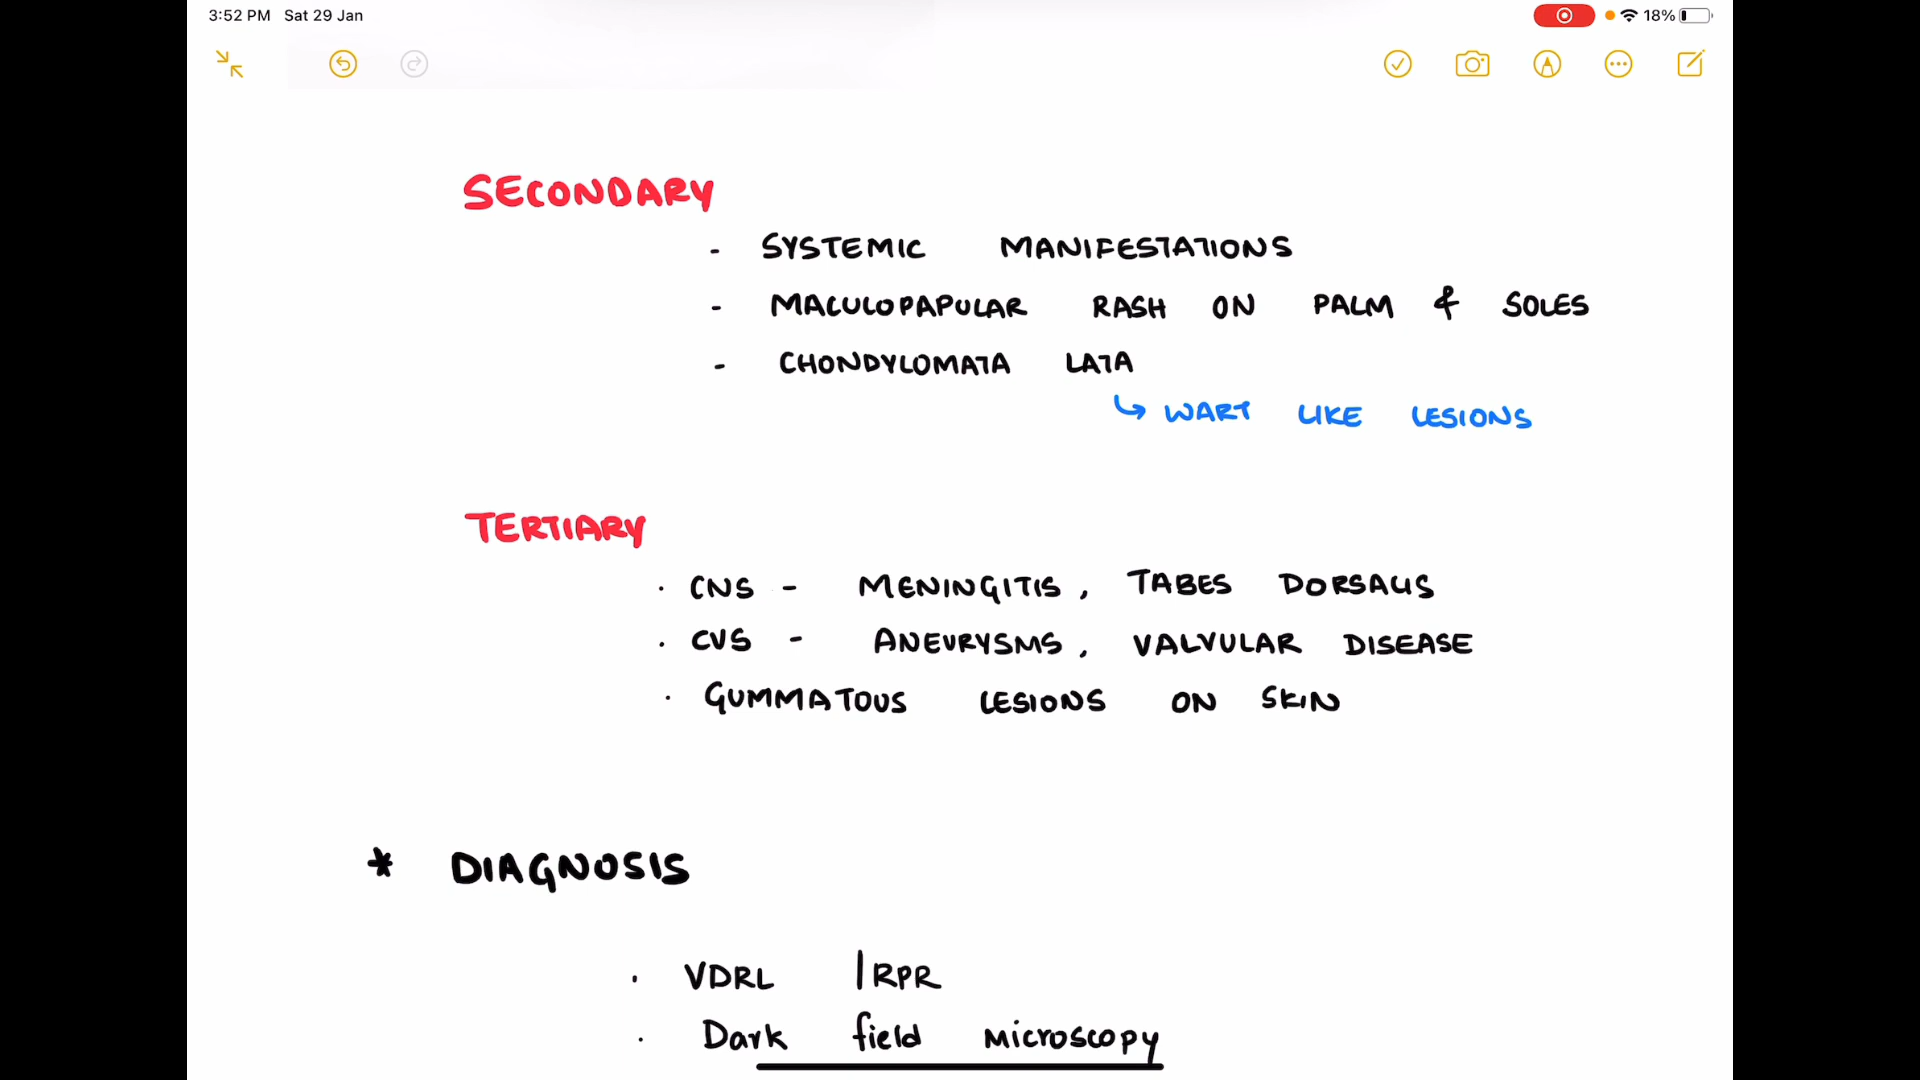 3:52 PM Sat 29 Jan 18%
SECONDARY
- SYSTEMIC MANIFESTATIONS
- MACULOPAPULAR RASH ON PALM & SOLES
- CHONDYLOMATA LATA
↳ WART LIKE LESIONS
TERTIARY
· CNS - MENINGITIS, TABES DORSALIS
· CVS - ANEURYSMS, VALVULAR DISEASE
· GUMMATOUS LESIONS ON SKIN
* DIAGNOSIS
· VDRL |RPR
· Dark field microscopy